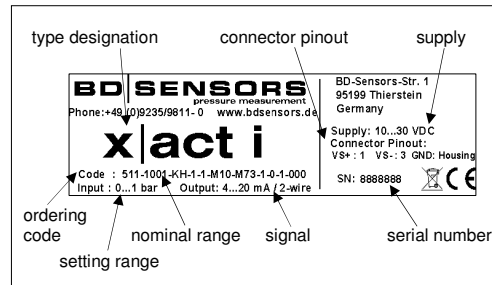 type designation
connector pinout
supply
BD SENSORS
pressure measurement
Phone:+49 (0)9235/9811- 0 www.bdsensors.de
x|act i
Code : 511-1001-KH-1-1-M10-M73-1-0-1-000
Input : 0...1 bar Output: 4...20 mA / 2-wire
BD-Sensors-Str. 1
95199 Thierstein
Germany
Supply: 10...30 VDC
Connector Pinout:
VS+ : 1 VS- : 3 GND: Housing
SN: 8888888
CE
ordering
code
setting range
nominal range
signal
serial number